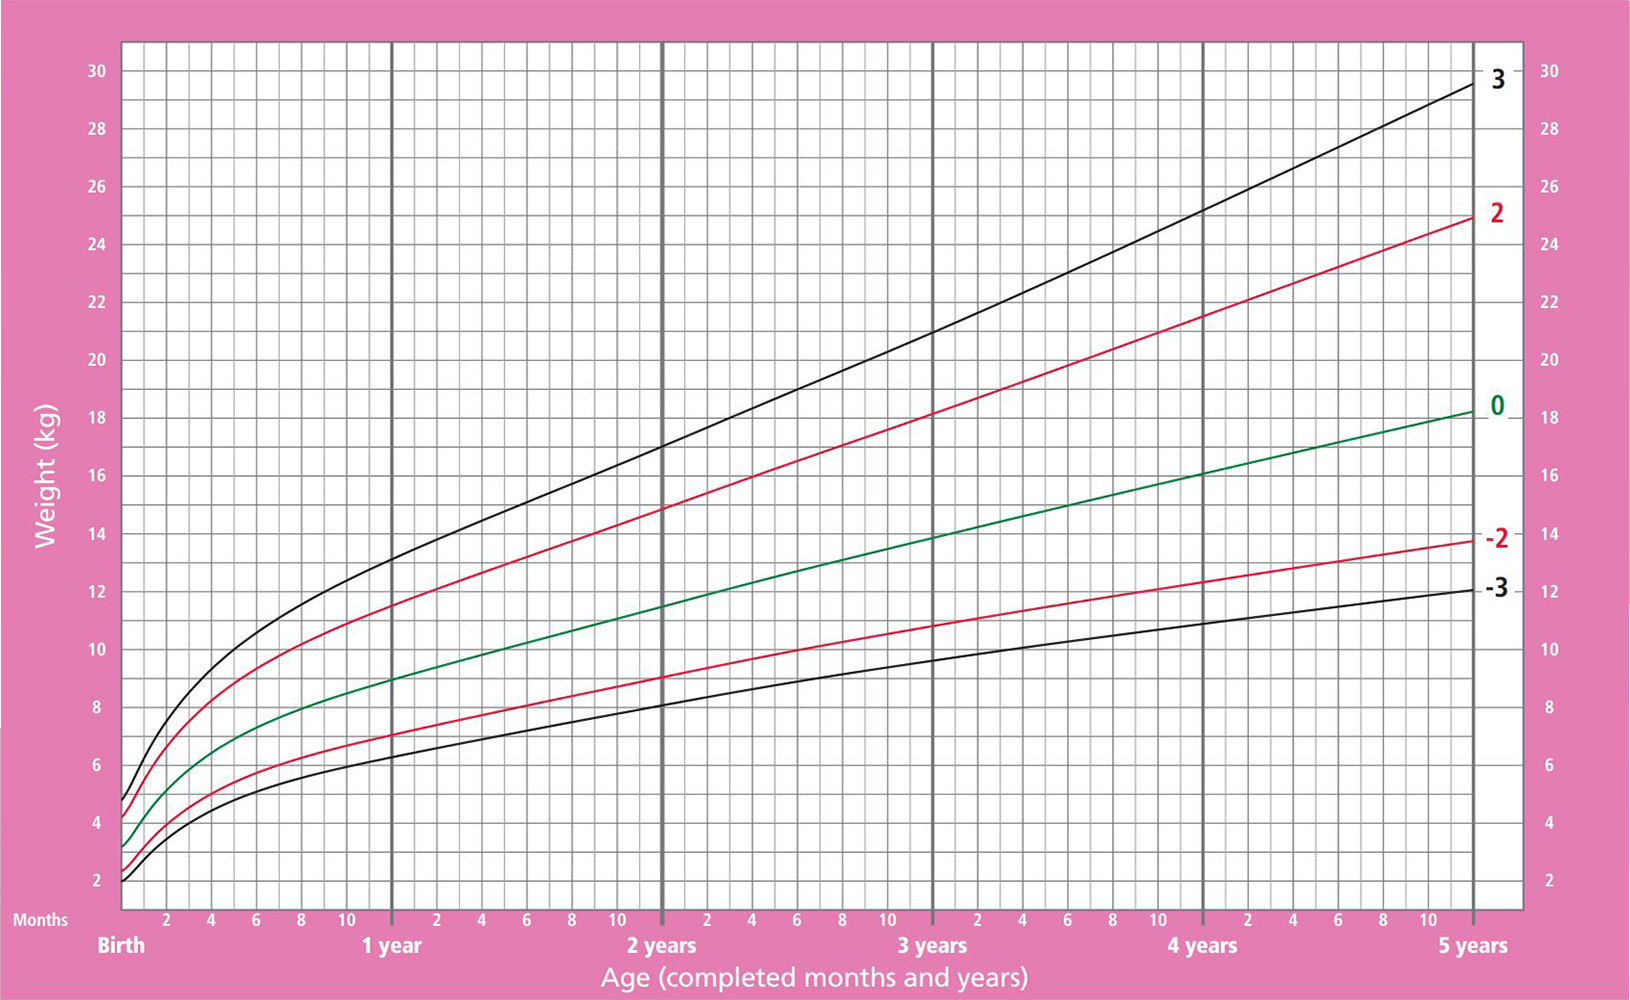 30 3 30
28 28
26 26
2
24 24
22 22
20 20
0
18 18
16 16
14 -2 14
12 -3 12
10 10
8 8
6 6
4 4
2 2
Weight (kg)
Months 2 4 6 8 10 2 4 6 8 10 2 4 6 8 10 2 4 6 8 10 2 4 6 8 10
Birth 1 year 2 years 3 years 4 years 5 years
Age (completed months and years)